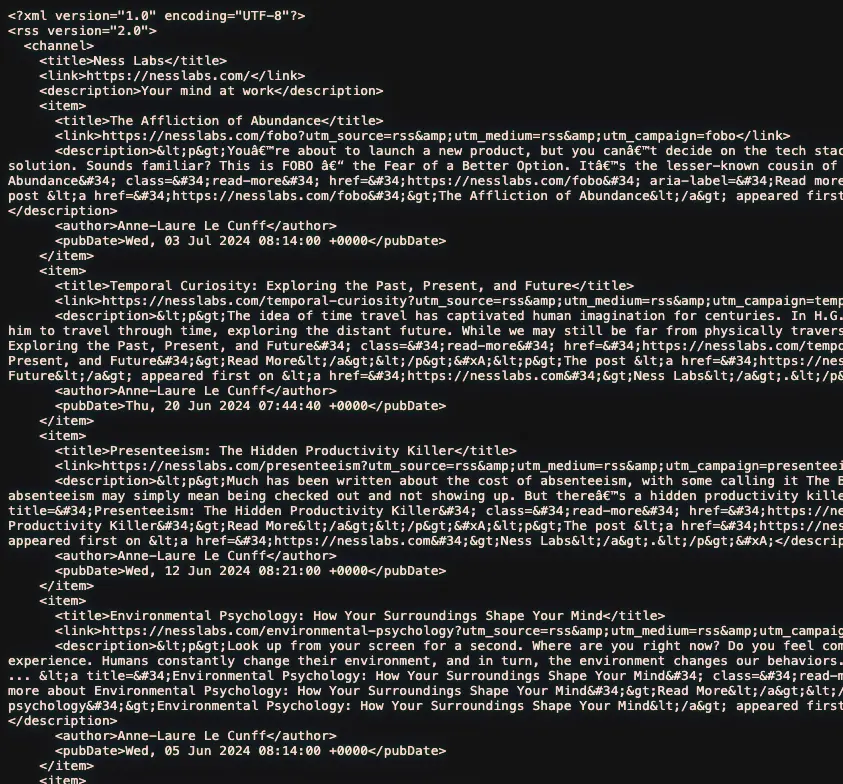 <?xml version="1.0" encoding="UTF-8"?>
<rss version="2.0">
<channel>
<title>Ness Labs</title>
<link>https://nesslabs.com/</link>
<description>Your mind at work</description>
<item>
<title>The Affliction of Abundance</title>
<link>https://nesslabs.com/fobo?utm_source=rss&amp;utm_medium=rss&amp;utm_campaign=fobo</link>
<description>&lt;p&gt;Youâ€™re about to launch a new product, but you canâ€™t decide on the tech stac
solution. Sounds familiar? This is FOBO â€“ the Fear of a Better Option. Itâ€™s the lesser-known cousin of
Abundance&#34; class=&#34;read-more&#34; href=&#34;https://nesslabs.com/fobo&#34; aria-label=&#34;Read more
post &lt;a href=&#34;https://nesslabs.com/fobo&#34;&gt;The Affliction of Abundance&lt;/a&gt; appeared first
</description>
<author>Anne-Laure Le Cunff</author>
<pubDate>Wed, 03 Jul 2024 08:14:00 +0000</pubDate>
</item>
<item>
<title>Temporal Curiosity: Exploring the Past, Present, and Future</title>
<link>https://nesslabs.com/temporal-curiosity?utm_source=rss&amp;utm_medium=rss&amp;utm_campaign=temp
<description>&lt;p&gt;The idea of time travel has captivated human imagination for centuries. In H.G.
him to travel through time, exploring the distant future. While we may still be far from physically travers
Exploring the Past, Present, and Future&#34; class=&#34;read-more&#34; href=&#34;https://nesslabs.com/tempo
Present, and Future&#34;&gt;Read More&lt;/a&gt;&lt;/p&gt;&#xA;&lt;p&gt;The post &lt;a href=&#34;https://nes
Future&lt;/a&gt; appeared first on &lt;a href=&#34;https://nesslabs.com&#34;&gt;Ness Labs&lt;/a&gt;.&lt;/p&
<author>Anne-Laure Le Cunff</author>
<pubDate>Thu, 20 Jun 2024 07:44:40 +0000</pubDate>
</item>
<item>
<title>Presenteeism: The Hidden Productivity Killer</title>
<link>https://nesslabs.com/presenteeism?utm_source=rss&amp;utm_medium=rss&amp;utm_campaign=presenteei
<description>&lt;p&gt;Much has been written about the cost of absenteeism, with some calling it The B
absenteeism may simply mean being checked out and not showing up. But thereâ€™s a hidden productivity kille
title=&#34;Presenteeism: The Hidden Productivity Killer&#34; class=&#34;read-more&#34; href=&#34;https://ne
Productivity Killer&#34;&gt;Read More&lt;/a&gt;&lt;/p&gt;&#xA;&lt;p&gt;The post &lt;a href=&#34;https://nes
appeared first on &lt;a href=&#34;https://nesslabs.com&#34;&gt;Ness Labs&lt;/a&gt;.&lt;/p&gt;&#xA;</descrip
<author>Anne-Laure Le Cunff</author>
<pubDate>Wed, 12 Jun 2024 08:21:00 +0000</pubDate>
</item>
<item>
<title>Environmental Psychology: How Your Surroundings Shape Your Mind</title>
<link>https://nesslabs.com/environmental-psychology?utm_source=rss&amp;utm_medium=rss&amp;utm_campaig
<description>&lt;p&gt;Look up from your screen for a second. Where are you right now? Do you feel com
experience. Humans constantly change their environment, and in turn, the environment changes our behaviors.
... &lt;a title=&#34;Environmental Psychology: How Your Surroundings Shape Your Mind&#34; class=&#34;read-m
more about Environmental Psychology: How Your Surroundings Shape Your Mind&#34;&gt;Read More&lt;/a&gt;&lt;/
psychology&#34;&gt;Environmental Psychology: How Your Surroundings Shape Your Mind&lt;/a&gt; appeared first
</description>
<author>Anne-Laure Le Cunff</author>
<pubDate>Wed, 05 Jun 2024 08:14:00 +0000</pubDate>
</item>
<item>